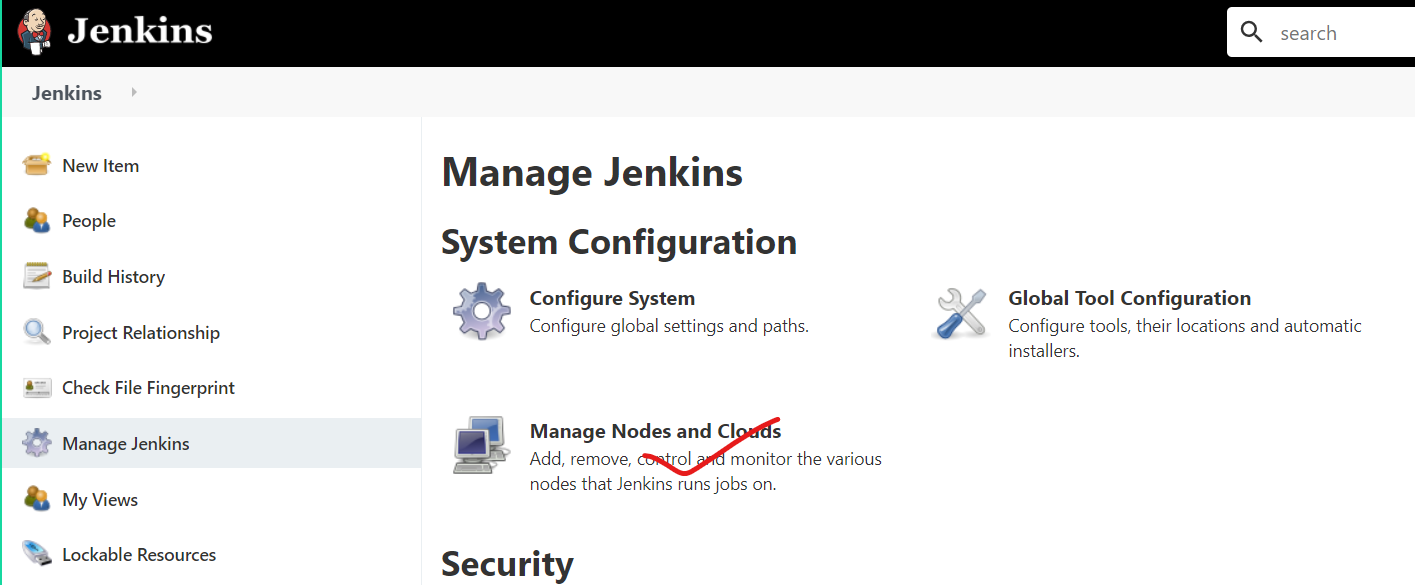 Jenkins
search
Jenkins
New Item
People
Build History
Project Relationship
Check File Fingerprint
Manage Jenkins
My Views
Lockable Resources
Manage Jenkins
System Configuration
Configure System
Configure global settings and paths.
Global Tool Configuration
Configure tools, their locations and automatic
installers.
Manage Nodes and Clouds
Add, remove, control and monitor the various
nodes that Jenkins runs jobs on.
Security